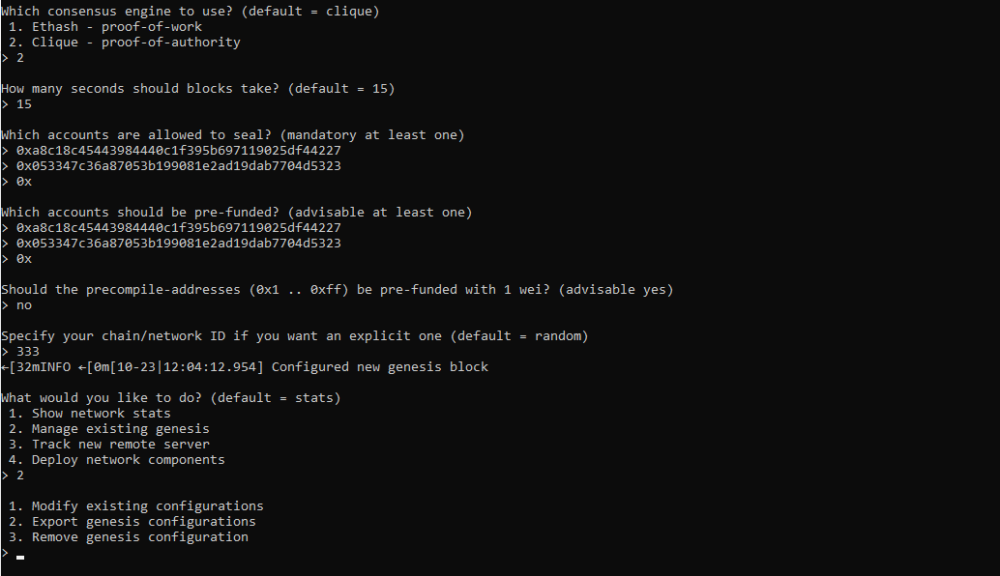 Which consensus engine to use? (default = clique)
1. Ethash - proof-of-work
2. Clique - proof-of-authority
> 2
How many seconds should blocks take? (default = 15)
> 15
Which accounts are allowed to seal? (mandatory at least one)
> 0xa8c18c45443984440c1f395b697119025df44227
> 0x053347c36a87053b199081e2ad19dab7704d5323
> 0x
Which accounts should be pre-funded? (advisable at least one)
> 0xa8c18c45443984440c1f395b697119025df44227
> 0x053347c36a87053b199081e2ad19dab7704d5323
> 0x
Should the precompile-addresses (0x1 .. 0xff) be pre-funded with 1 wei? (advisable yes)
> no
Specify your chain/network ID if you want an explicit one (default = random)
> 333
←[32mINFO ←[0m[10-23|12:04:12.954] Configured new genesis block
What would you like to do? (default = stats)
1. Show network stats
2. Manage existing genesis
3. Track new remote server
4. Deploy network components
> 2
1. Modify existing configurations
2. Export genesis configurations
3. Remove genesis configuration
>